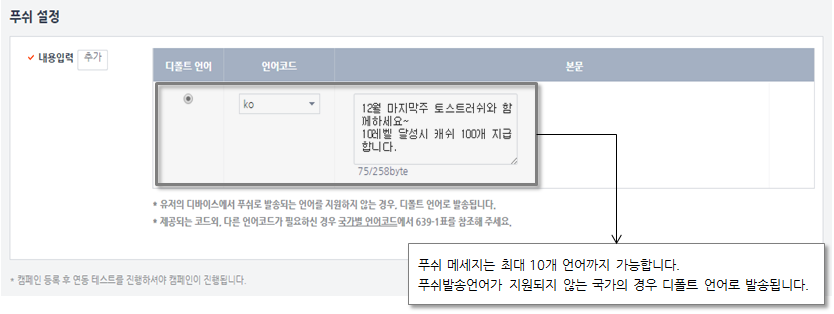 푸쉬 설정
내용입력 추가
디폴트 언어 언어코드 본문
ko
12월 마지막주 토스트러쉬와 함
께하세요~
10레벨 달성시 캐쉬 100개 지급
합니다.
75/258byte
* 유저의 디바이스에서 푸쉬로 발송되는 언어를 지원하지 않는 경우, 디폴트 언어로 발송됩니다.
* 제공되는 코드외, 다른 언어코드가 필요하신 경우 국가별 언어코드에서 639-1표를 참조해 주세요.
푸쉬 메세지는 최대 10개 언어까지 가능합니다.
푸쉬발송언어가 지원되지 않는 국가의 경우 디폴트 언어로 발송됩니다.
* 캠페인 등록 후 연동 테스트를 진행하셔야 캠페인이 진행됩니다.